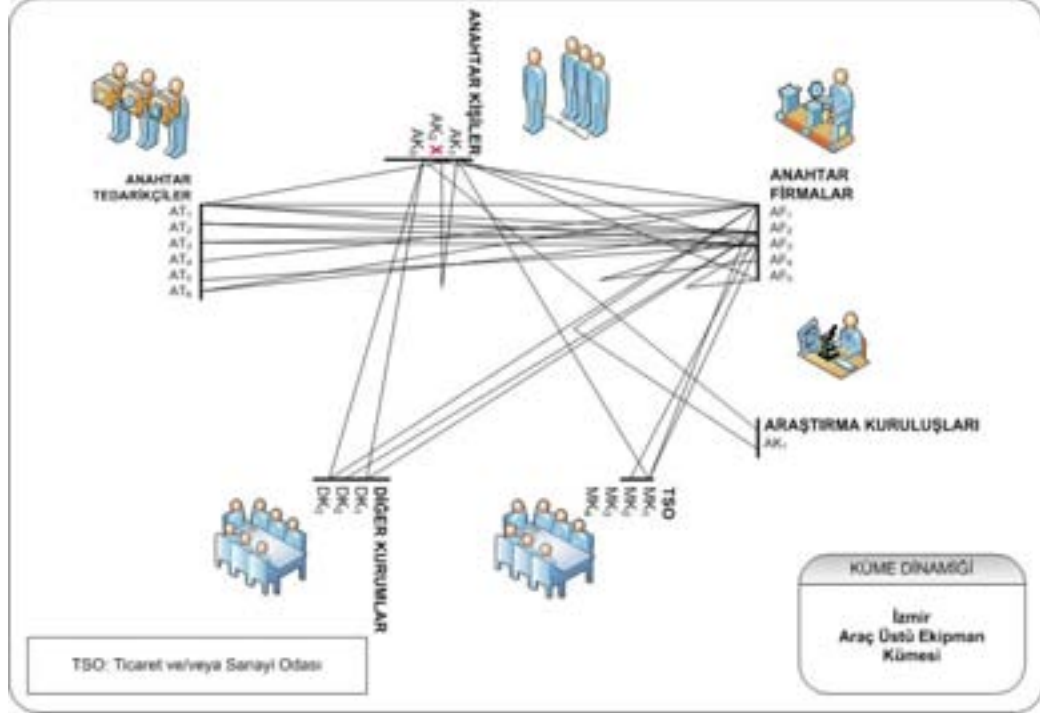 ANAHTAR KİŞİLER
AK₁
AK₂ X
AK₃
ANAHTAR
TEDARİKÇİLER
AT₁
AT₂
AT₃
AT₄
AT₅
AT₆
ANAHTAR
FİRMALAR
AF₁
AF₂
AF₃
AF₄
AF₅
ARAŞTIRMA KURULUŞLARI
AK₁
DİĞER KURUMLAR
DK₁
DK₂
DK₃
TSO
MK₁
MK₂
MK₃
MK₄
KÜME DİNAMİĞİ
İzmir
Araç Üstü Ekipman
Kümesi
TSO: Ticaret ve/veya Sanayi Odası